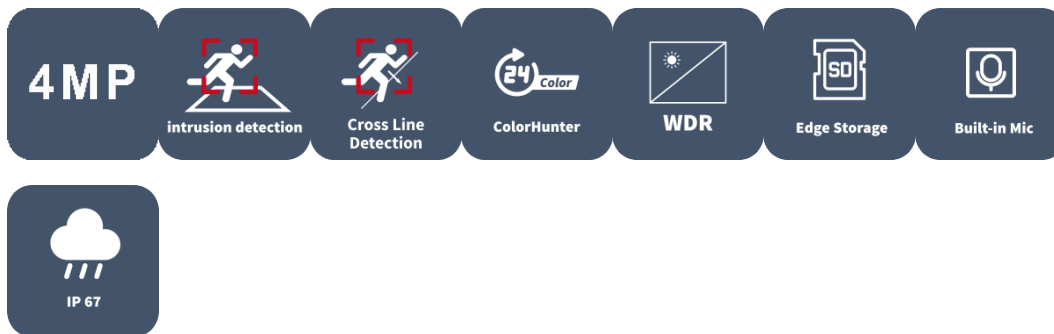 4MP
intrusion detection
Cross Line
Detection
24 Color
ColorHunter
WDR
SD
Edge Storage
Built-in Mic
IP 67